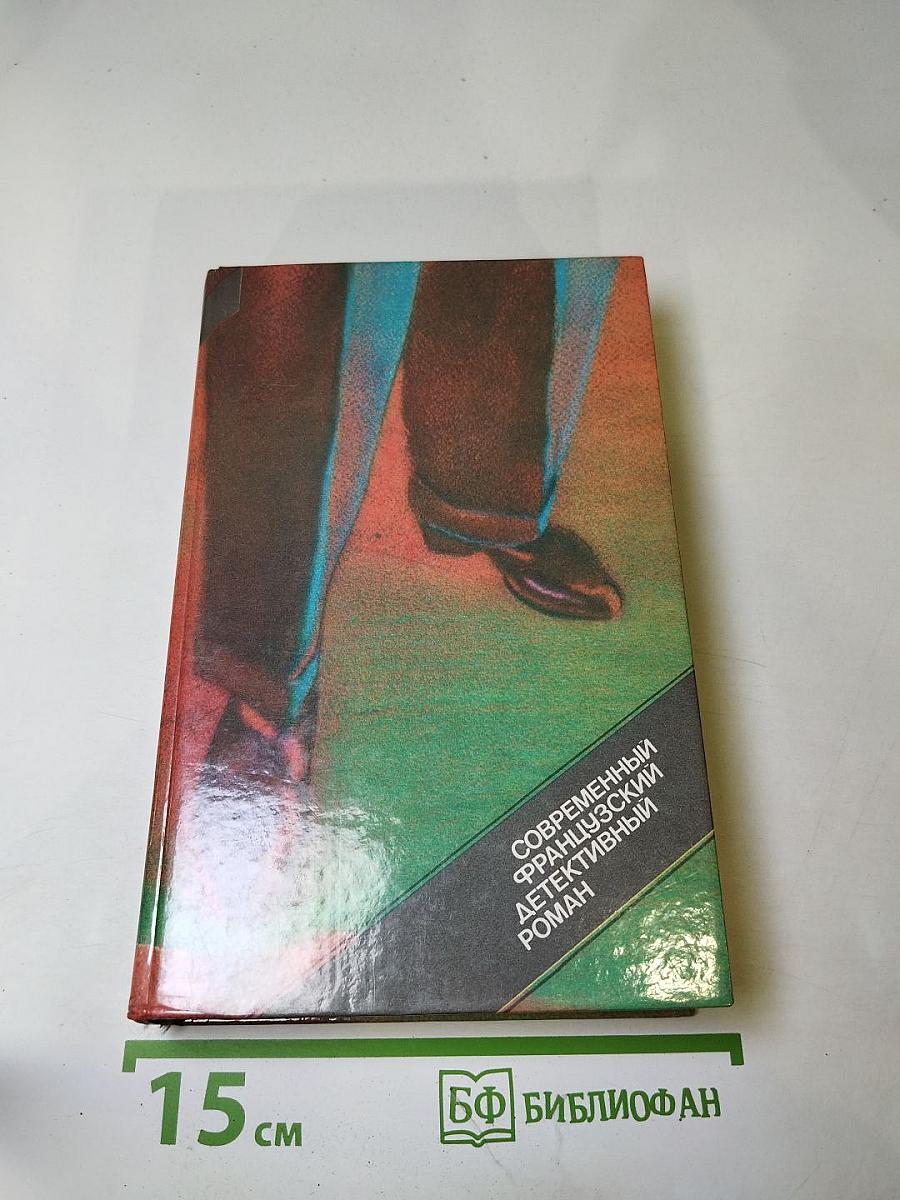 СОВРЕМЕННЫЙ
ФРАНЦУЗСКИЙ
ДЕТЕКТИВНЫЙ
РОМАН
15 см
БФ БИБЛИОФАН